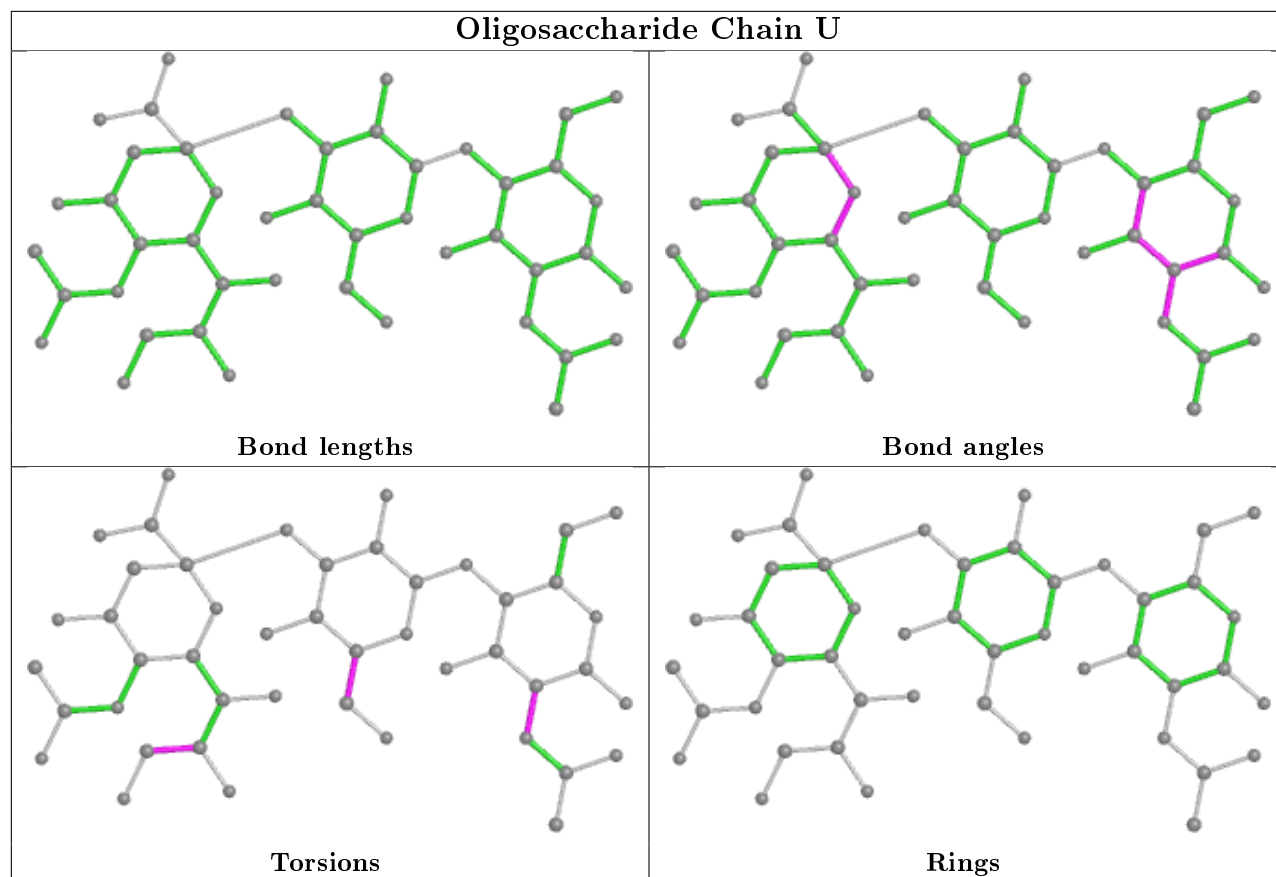 Oligosaccharide Chain U
Bond lengths
Bond angles
Torsions
Rings